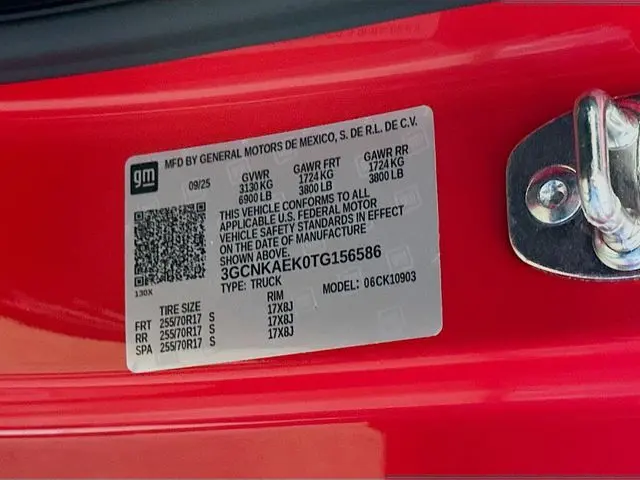 gm
MFD BY GENERAL MOTORS DE MEXICO, S. DE R.L. DE C.V.
09/25 GVWR GAWR FRT GAWR RR
3130 KG 1724 KG 1724 KG
6900 LB 3800 LB 3800 LB
THIS VEHICLE CONFORMS TO ALL
APPLICABLE U.S. FEDERAL MOTOR
VEHICLE SAFETY STANDARDS IN EFFECT
ON THE DATE OF MANUFACTURE
SHOWN ABOVE.
3GCNKAEK0TG156586
TYPE: TRUCK MODEL: 06CK10903
130X
TIRE SIZE RIM
FRT 255/70R17 S 17X8J
RR 255/70R17 S 17X8J
SPA 255/70R17 S 17X8J